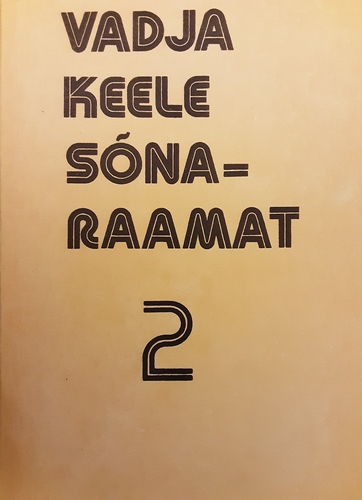 VADJA
KEELE
SÕNA=
RAAMAT
2